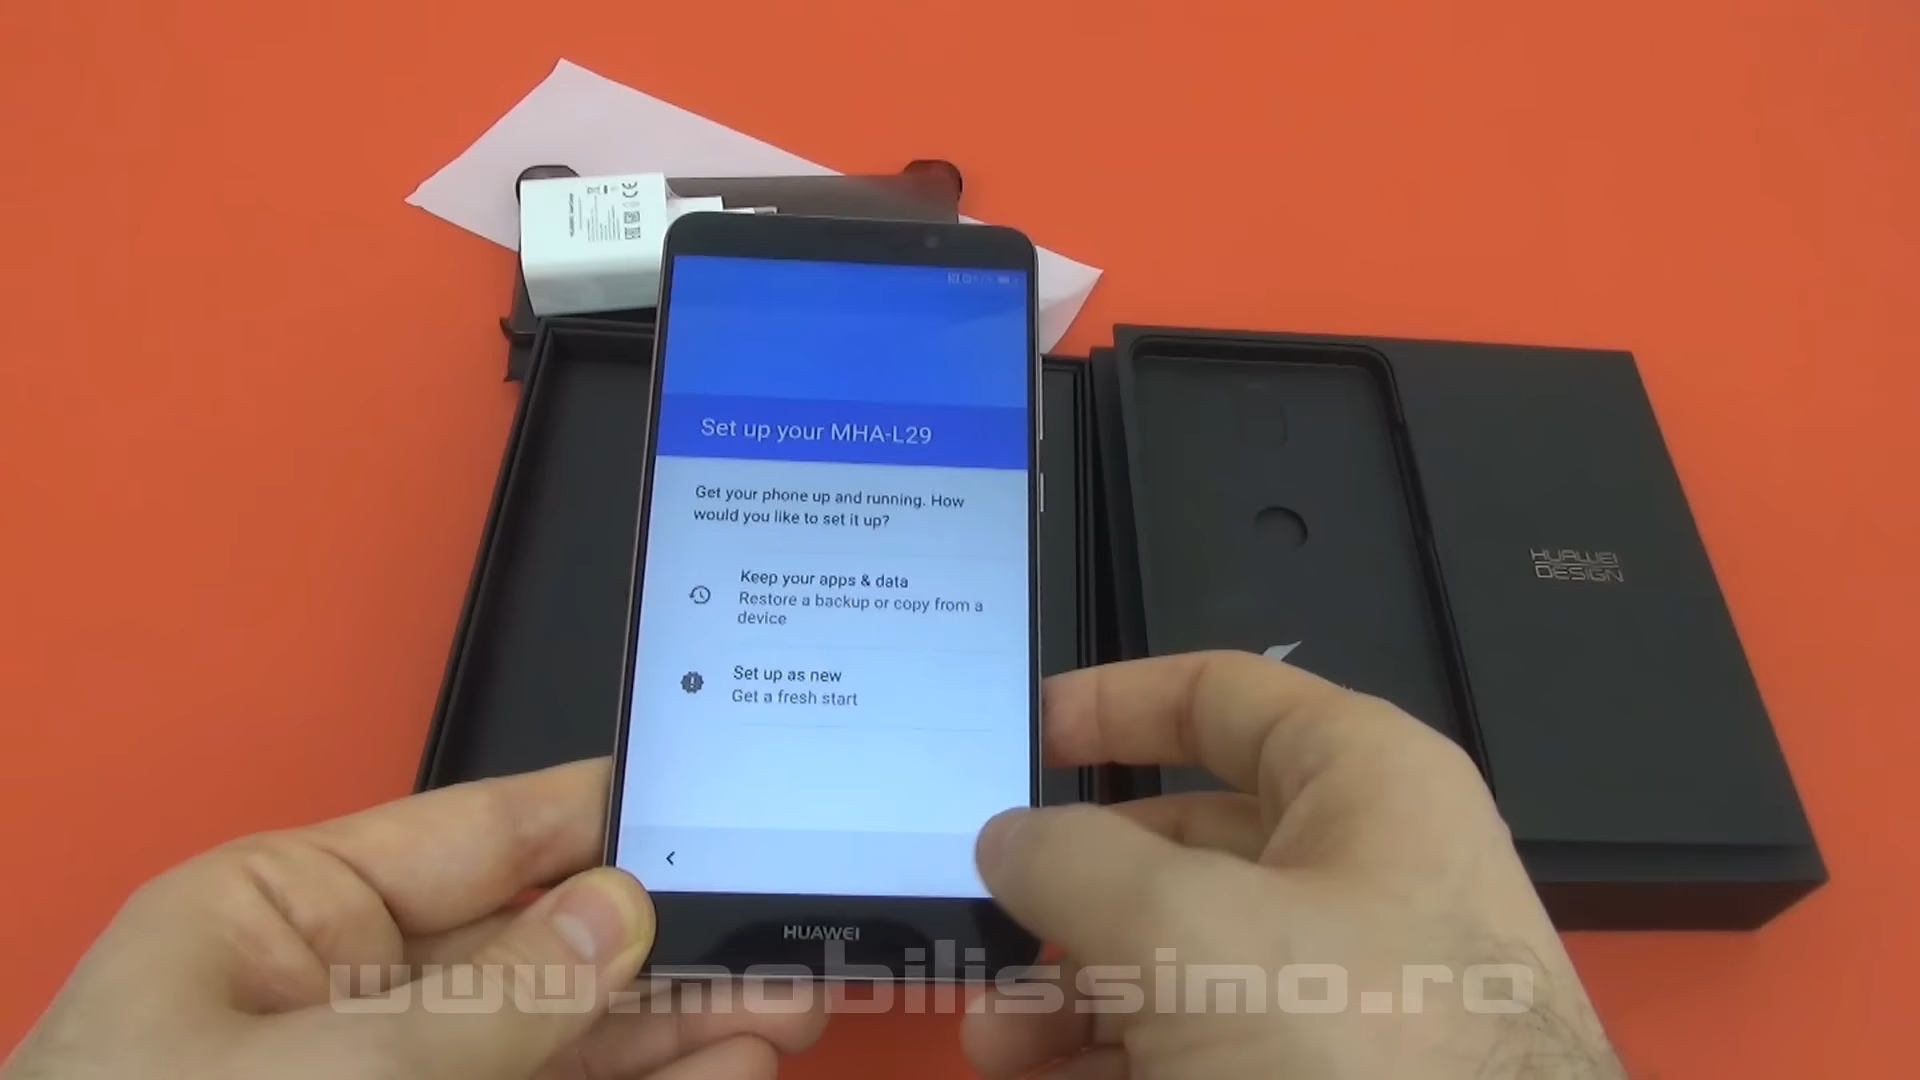 CE
Set up your MHA-L29
Get your phone up and running. How
would you like to set it up?
Keep your apps & data
Restore a backup or copy from a
device
Set up as new
Get a fresh start
HUAWEI
HUAWEI
DESIGN
www.mobilissimo.ro